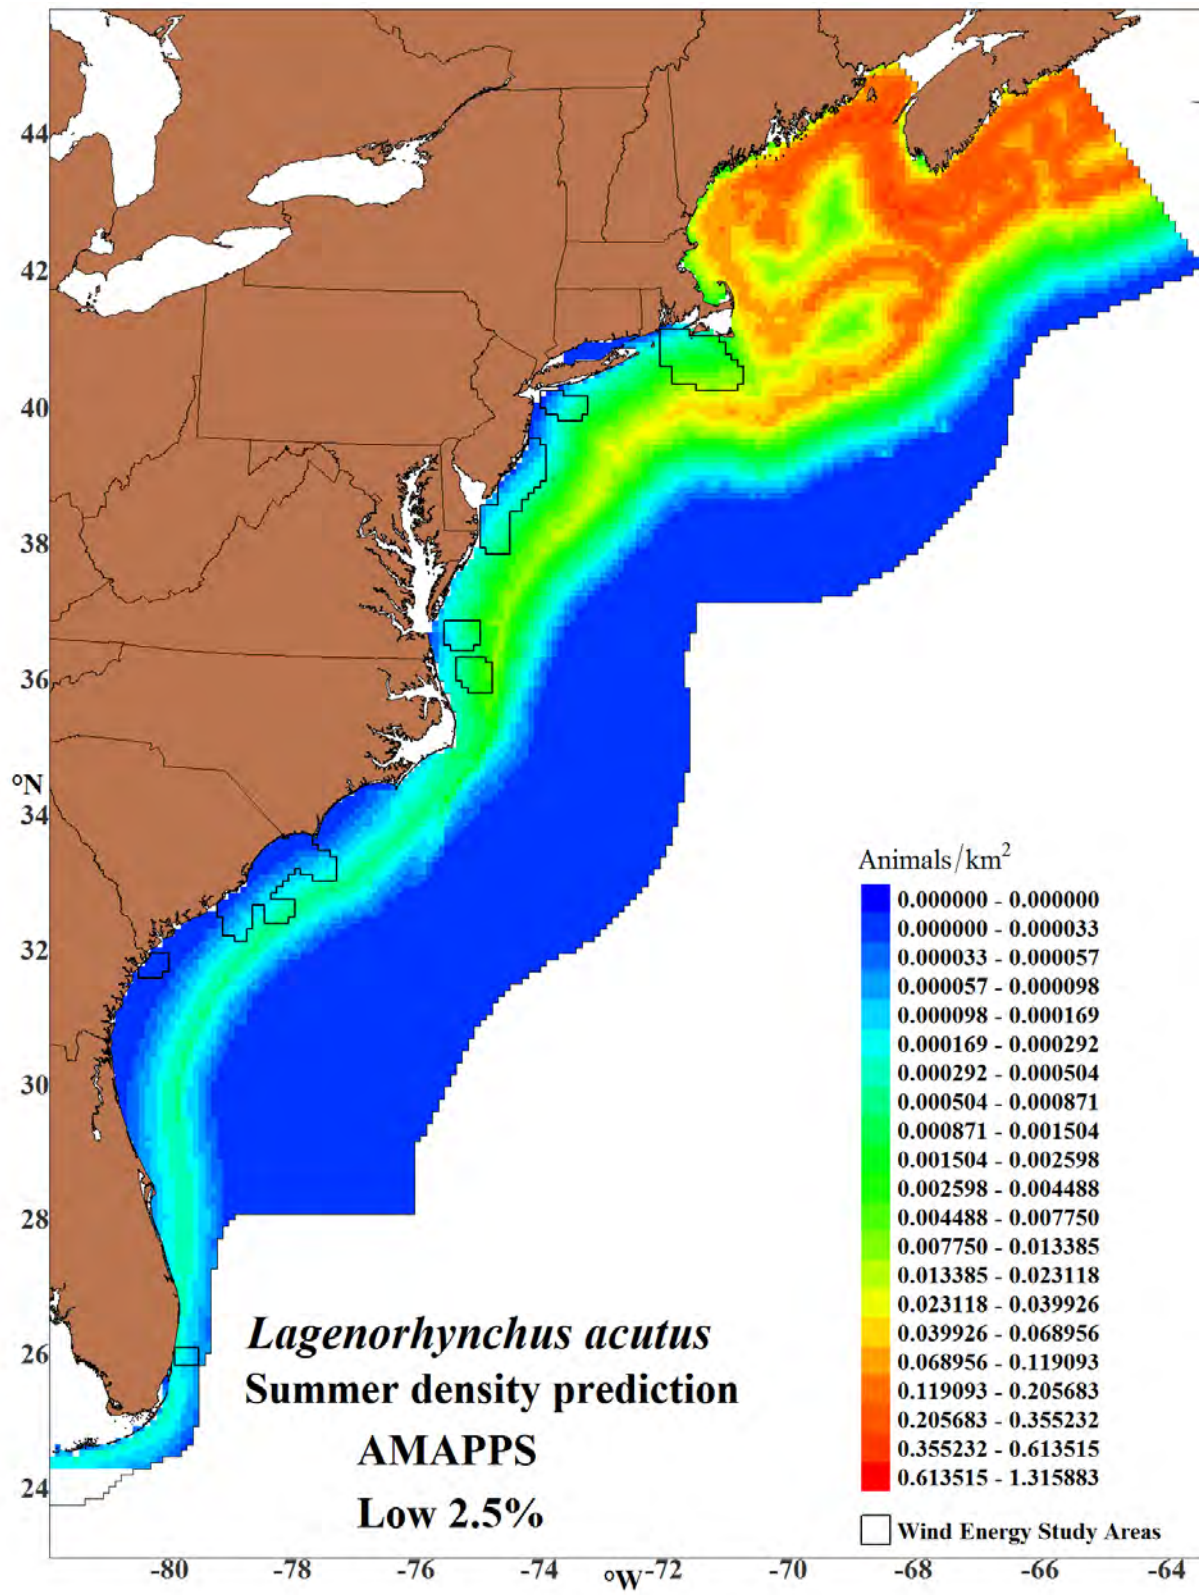 44
42
40
38
36
°N
34
32
30
28
26
24
Animals/km²
0.000000 - 0.000000
0.000000 - 0.000033
0.000033 - 0.000057
0.000057 - 0.000098
0.000098 - 0.000169
0.000169 - 0.000292
0.000292 - 0.000504
0.000504 - 0.000871
0.000871 - 0.001504
0.001504 - 0.002598
0.002598 - 0.004488
0.004488 - 0.007750
0.007750 - 0.013385
0.013385 - 0.023118
0.023118 - 0.039926
0.039926 - 0.068956
0.068956 - 0.119093
0.119093 - 0.205683
0.205683 - 0.355232
0.355232 - 0.613515
0.613515 - 1.315883
Wind Energy Study Areas
Lagenorhynchus acutus
Summer density prediction
AMAPPS
Low 2.5%
-80 -78 -76 -74 °W -72 -70 -68 -66 -64